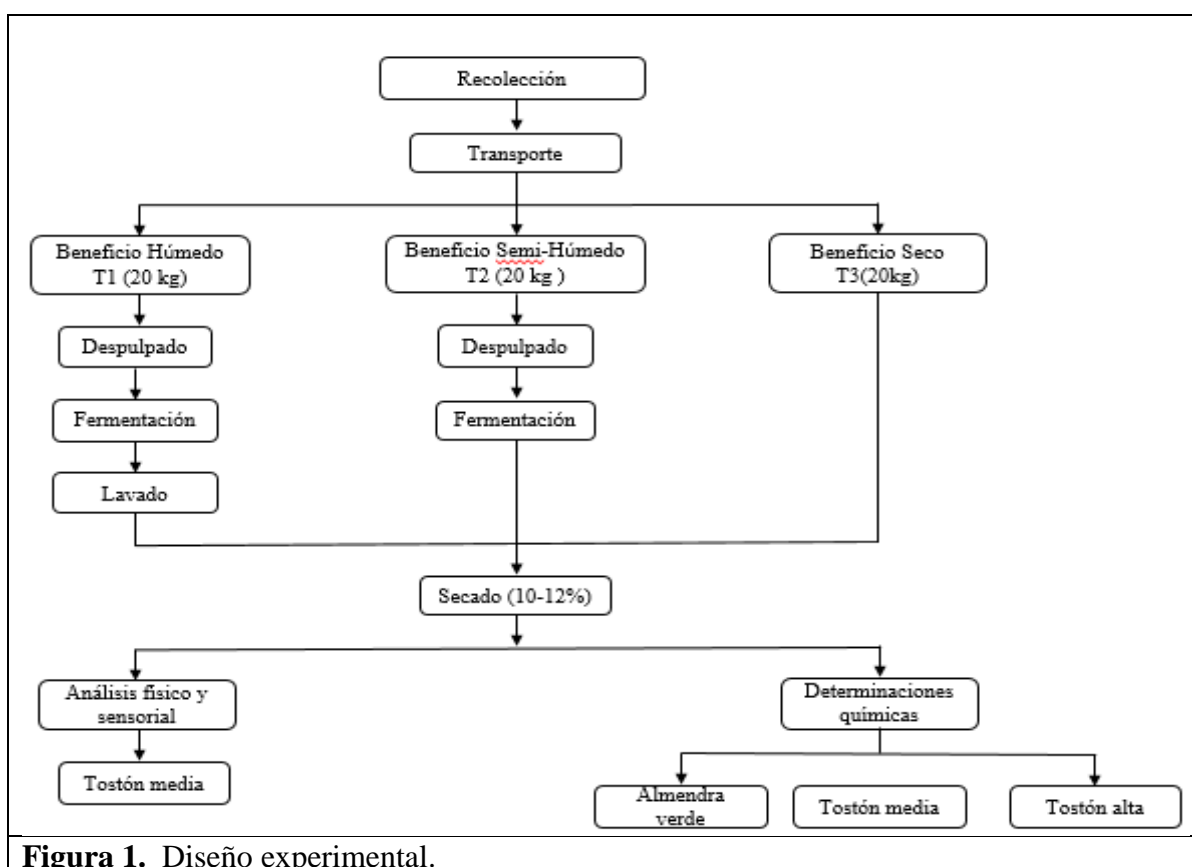 Recolección
Transporte
Beneficio Húmedo
T1 (20 kg)
Beneficio Semi-Húmedo
T2 (20 kg )
Beneficio Seco
T3(20kg)
Despulpado
Despulpado
Fermentación
Fermentación
Lavado
Secado (10-12%)
Análisis físico y
sensorial
Determinaciones
químicas
Tostón media
Almendra
verde
Tostón media
Tostón alta
Figura 1. Diseño experimental.